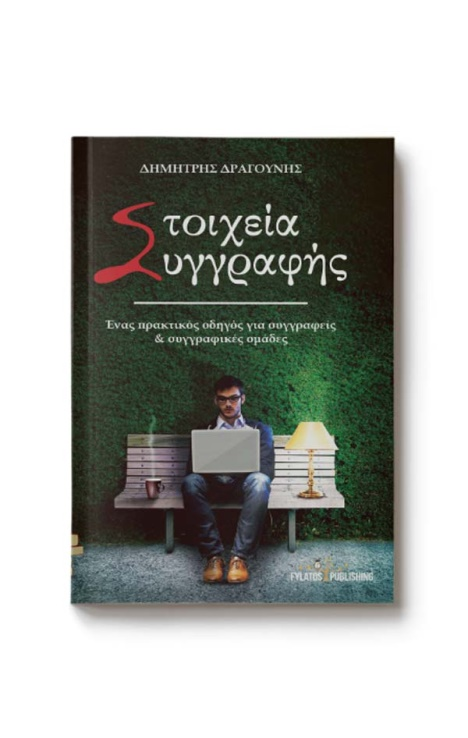 ΔΗΜΗΤΡΗΣ ΔΡΑΓΟΥΝΗΣ
Στοιχεία
Συγγραφής
Ένας πρακτικός οδηγός για συγγραφείς
& συγγραφικές ομάδες
FYLATOS PUBLISHING